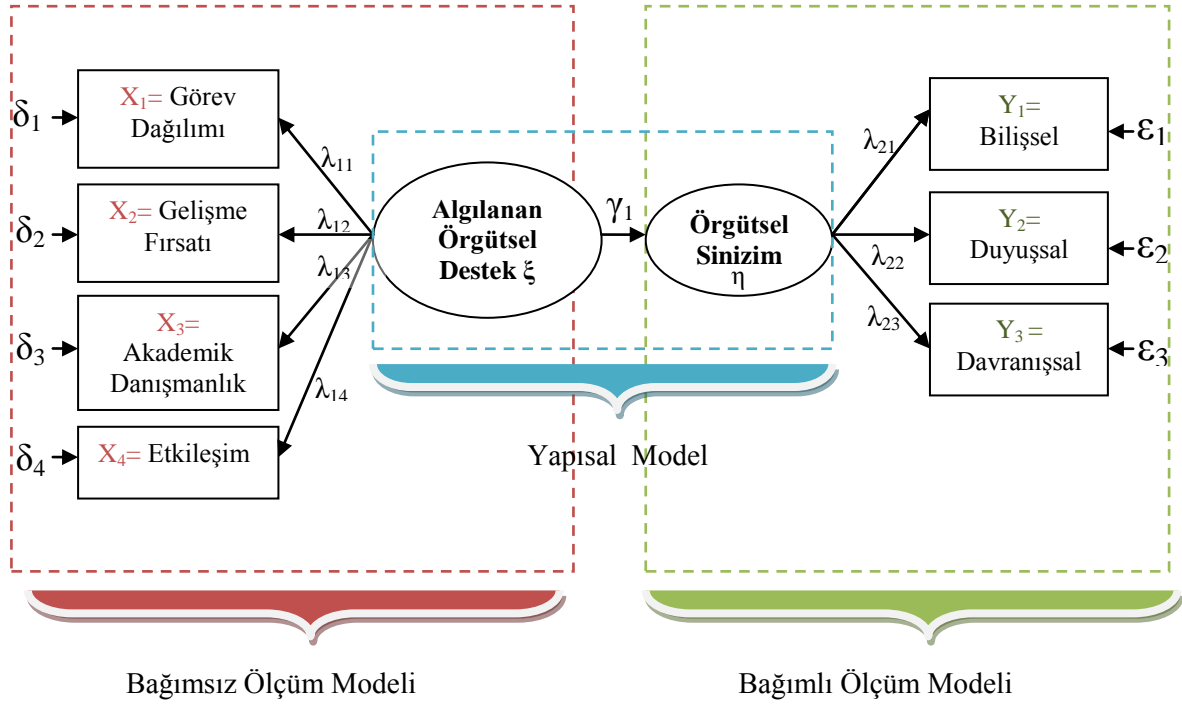 δ1
X1= Görev
Dağılımı
δ2
X2= Gelişme
Fırsatı
δ3
X3=
Akademik
Danışmanlık
δ4
X4= Etkileşim
λ11
λ12
λ13
λ14
Algılanan
Örgütsel
Destek ξ
γ1
Örgütsel
Sinizim
η
λ21
λ22
λ23
Y1=
Bilişsel
ε1
Y2=
Duyuşsal
ε2
Y3 =
Davranışsal
ε3
Yapısal Model
Bağımsız Ölçüm Modeli
Bağımlı Ölçüm Modeli